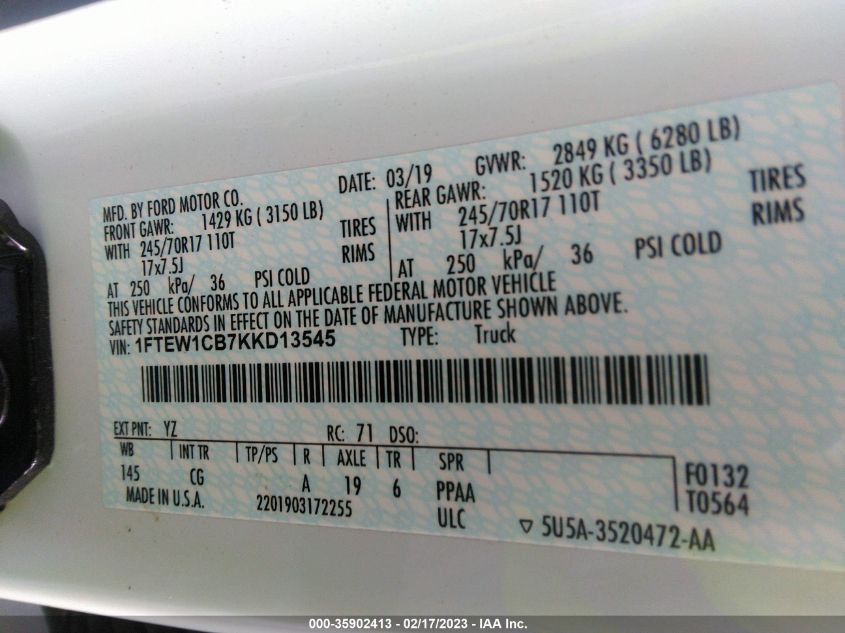 MFD. BY FORD MOTOR CO.
DATE: 03/19 GVWR: 2849 KG ( 6280 LB)
FRONT GAWR: 1429 KG ( 3150 LB)
WITH 245/70R17 110T TIRES
17x7.5J RIMS
AT 250 kPa/ 36 PSI COLD
REAR GAWR: 1520 KG ( 3350 LB)
WITH 245/70R17 110T TIRES
17x7.5J RIMS
AT 250 kPa/ 36 PSI COLD
THIS VEHICLE CONFORMS TO ALL APPLICABLE FEDERAL MOTOR VEHICLE
SAFETY STANDARDS IN EFFECT ON THE DATE OF MANUFACTURE SHOWN ABOVE.
VIN: 1FTEW1CB7KKD13545 TYPE: Truck
EXT PNT: YZ RC: 71 DSO:
WB INT TR TP/PS R AXLE TR SPR
145 CG A 19 6 PPAA
F0132
T0564
MADE IN U.S.A. 2201903172255 ULC
▽ 5U5A-3520472-AA
000-35902413 - 02/17/2023 - IAA Inc.